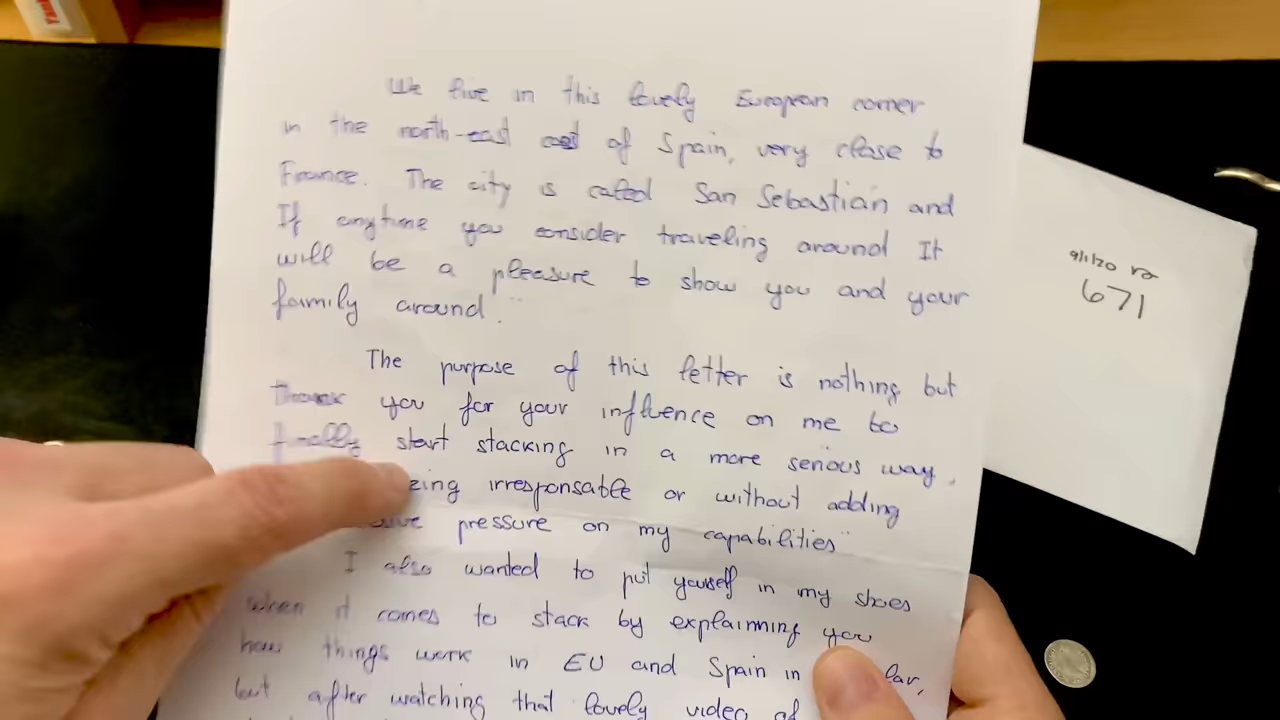 We live in this lovely European corner
in the north-east cost of Spain, very close to
France. The city is called San Sebastian and
If anytime you consider traveling around It
will be a pleasure to show you and your
family around.
The purpose of this letter is nothing but
you for your influence on me to
finally start stacking in a more serious way,
irresponsable or without adding
pressure on my capabilities
I also wanted to put yourself in my shoes
when it comes to stack by explainning you
how things work in EU and Spain in
but after watching that lovely video of
9/1/20
671